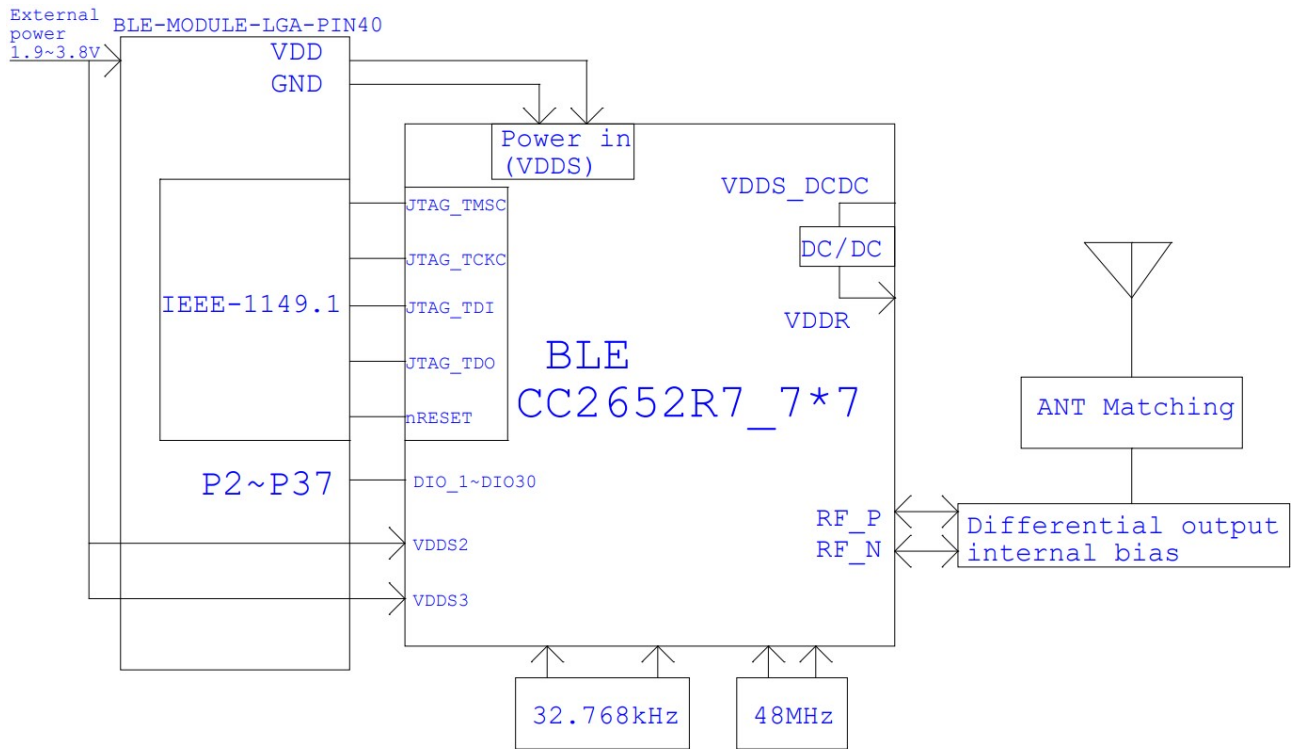 External
power
1.9~3.8V
BLE-MODULE-LGA-PIN40
VDD
GND
Power in
(VDDS)
VDDS_DCDC
DC/DC
VDDR
JTAG_TMSC
JTAG_TCKC
IEEE-1149.1
JTAG_TDI
JTAG_TDO
nRESET
BLE
CC2652R7_7*7
ANT Matching
P2~P37
DIO_1~DIO30
RF_P
RF_N
Differential output
internal bias
VDDS2
VDDS3
32.768kHz
48MHz